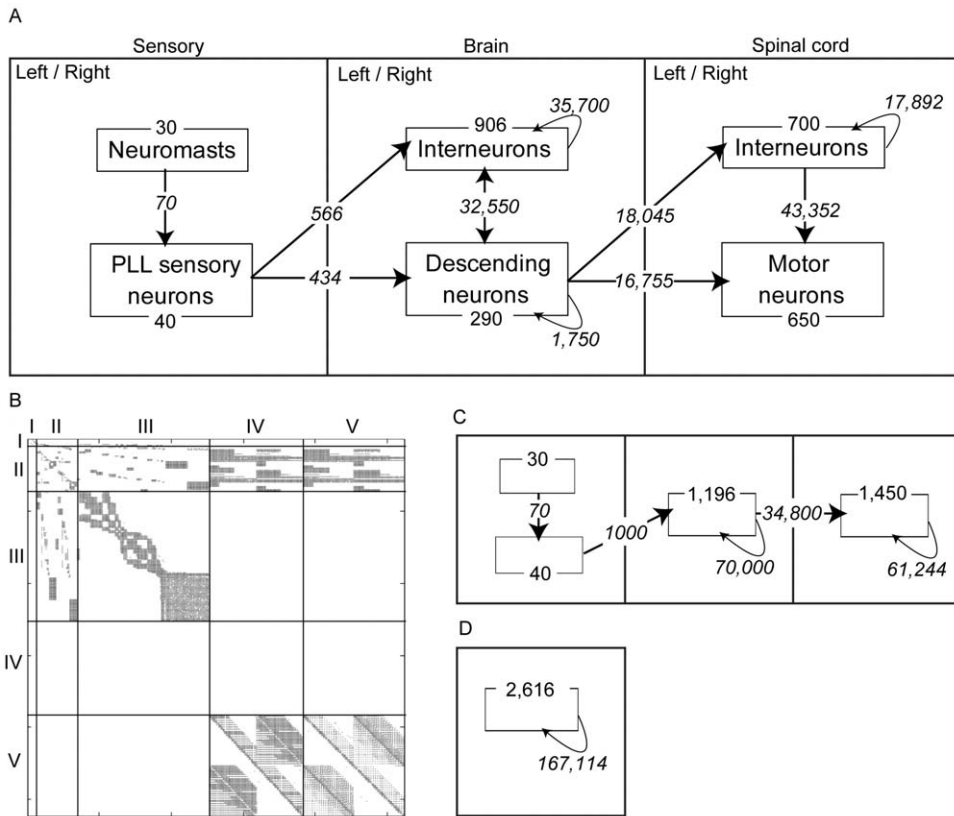 A
Sensory Brain Spinal cord
Left / Right Left / Right Left / Right
30
Neuromasts
70
PLL sensory
neurons
40
566
434
906
Interneurons
35,700
32,550
Descending
neurons
290
1,750
18,045
16,755
700
Interneurons
17,892
43,352
Motor
neurons
650
B
I II III IV V
I
II
III
IV
V
C
30
70
40
1000
1,196
70,000
34,800
1,450
61,244
D
2,616
167,114